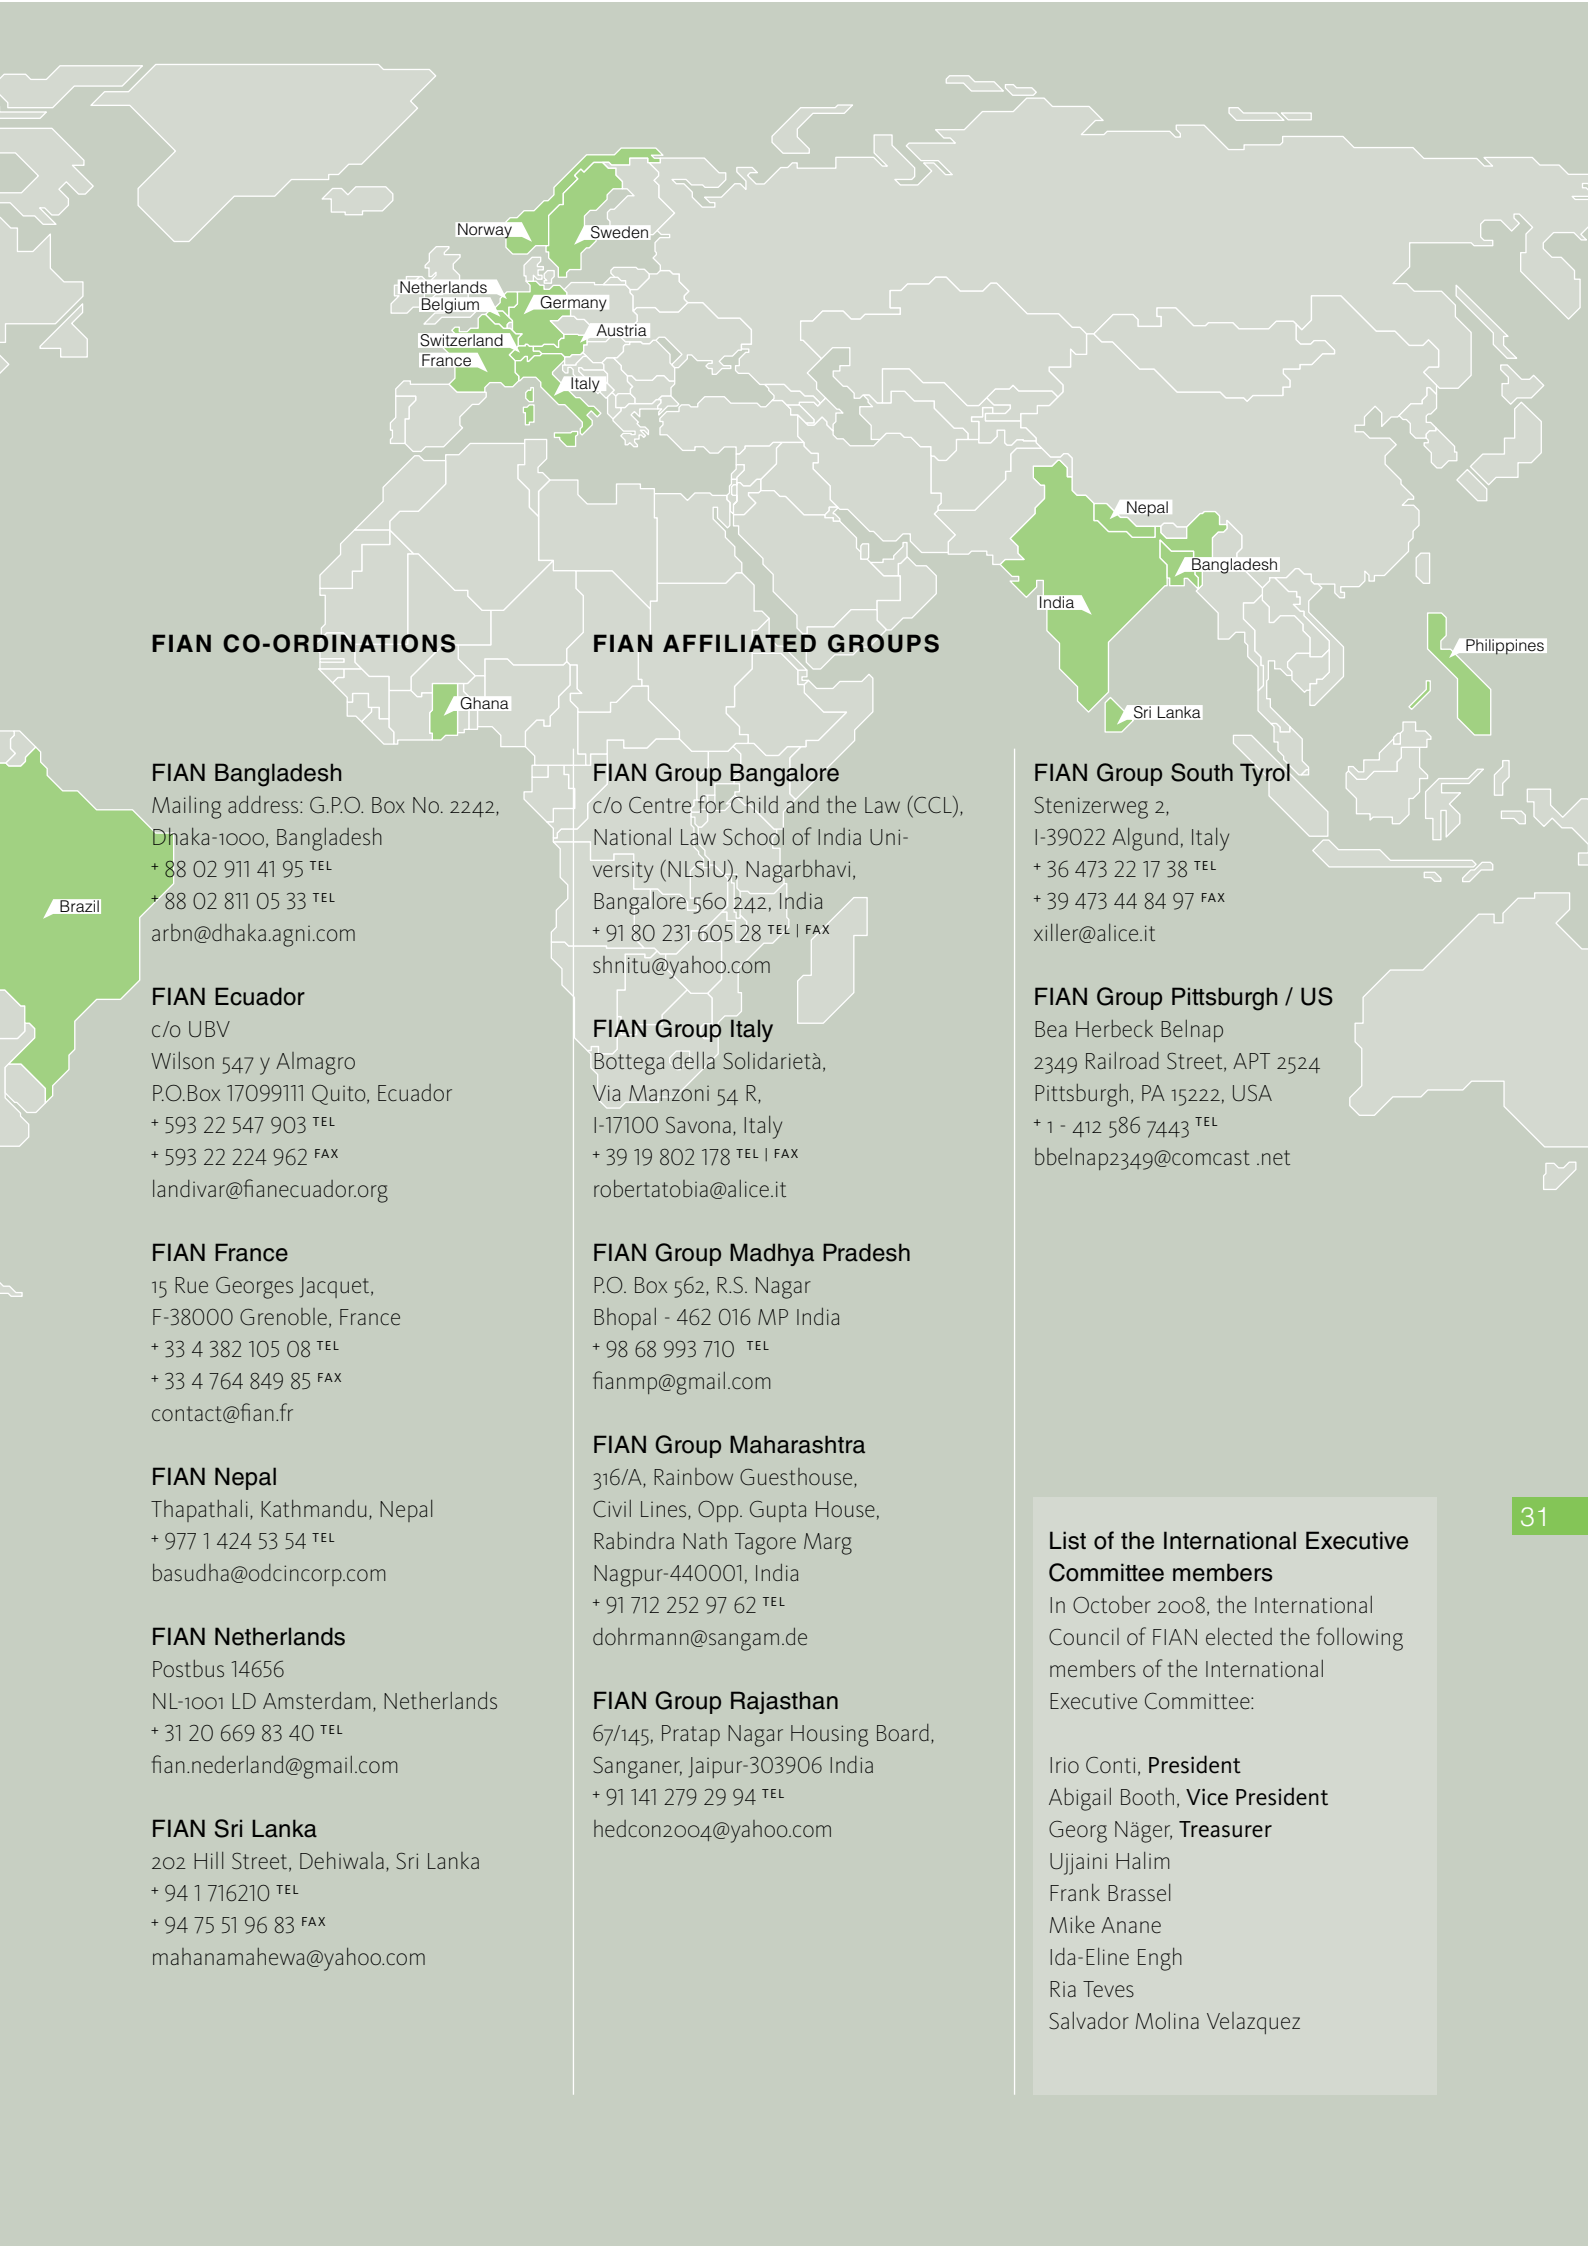 Norway
Sweden
Netherlands
Belgium
Germany
Switzerland
Austria
France
Italy
Nepal
Bangladesh
India
Philippines
Sri Lanka
Ghana
Brazil
FIAN CO-ORDINATIONS
FIAN Bangladesh
Mailing address: G.P.O. Box No. 2242,
Dhaka-1000, Bangladesh
+ 88 02 911 41 95 TEL
+ 88 02 811 05 33 TEL
arbn@dhaka.agni.com
FIAN Ecuador
c/o UBV
Wilson 547 y Almagro
P.O.Box 17099111 Quito, Ecuador
+ 593 22 547 903 TEL
+ 593 22 224 962 FAX
landivar@fianecuador.org
FIAN France
15 Rue Georges Jacquet,
F-38000 Grenoble, France
+ 33 4 382 105 08 TEL
+ 33 4 764 849 85 FAX
contact@fian.fr
FIAN Nepal
Thapathali, Kathmandu, Nepal
+ 977 1 424 53 54 TEL
basudha@odcincorp.com
FIAN Netherlands
Postbus 14656
NL-1001 LD Amsterdam, Netherlands
+ 31 20 669 83 40 TEL
fian.nederland@gmail.com
FIAN Sri Lanka
202 Hill Street, Dehiwala, Sri Lanka
+ 94 1 716210 TEL
+ 94 75 51 96 83 FAX
mahanamahewa@yahoo.com
FIAN AFFILIATED GROUPS
FIAN Group Bangalore
c/o Centre for Child and the Law (CCL),
National Law School of India Uni-
versity (NLSIU), Nagarbhavi,
Bangalore 560 242, India
+ 91 80 231 605 28 TEL | FAX
shnitu@yahoo.com
FIAN Group Italy
Bottega della Solidarietà,
Via Manzoni 54 R,
I-17100 Savona, Italy
+ 39 19 802 178 TEL | FAX
robertatobia@alice.it
FIAN Group Madhya Pradesh
P.O. Box 562, R.S. Nagar
Bhopal - 462 016 MP India
+ 98 68 993 710 TEL
fianmp@gmail.com
FIAN Group Maharashtra
316/A, Rainbow Guesthouse,
Civil Lines, Opp. Gupta House,
Rabindra Nath Tagore Marg
Nagpur-440001, India
+ 91 712 252 97 62 TEL
dohrmann@sangam.de
FIAN Group Rajasthan
67/145, Pratap Nagar Housing Board,
Sanganer, Jaipur-303906 India
+ 91 141 279 29 94 TEL
hedcon2004@yahoo.com
FIAN Group South Tyrol
Stenizerweg 2,
I-39022 Algund, Italy
+ 36 473 22 17 38 TEL
+ 39 473 44 84 97 FAX
xiller@alice.it
FIAN Group Pittsburgh / US
Bea Herbeck Belnap
2349 Railroad Street, APT 2524
Pittsburgh, PA 15222, USA
+ 1 - 412 586 7443 TEL
bbelnap2349@comcast .net
List of the International Executive
Committee members
In October 2008, the International
Council of FIAN elected the following
members of the International
Executive Committee:
Irio Conti, President
Abigail Booth, Vice President
Georg Näger, Treasurer
Ujjaini Halim
Frank Brassel
Mike Anane
Ida-Eline Engh
Ria Teves
Salvador Molina Velazquez
31